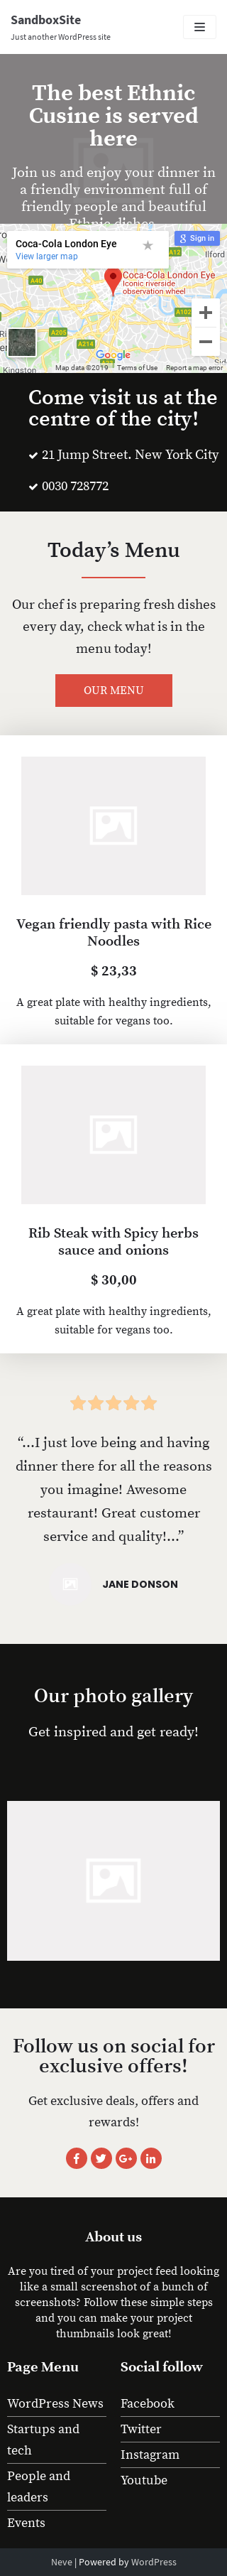 SandboxSite
Just another WordPress site
The best Ethnic
Cusine is served
here
Join us and enjoy your dinner in
a friendly environment full of
friendly people and beautiful
Ethnic dishes
Coca-Cola London Eye
View larger map
Sign in
Ilford
Coca-Cola London Eye
Iconic riverside
observation wheel
A12
A40
A102
A205
A214
Google
Kingston
Map data ©2019
Terms of Use
Report a map error
Come visit us at the
centre of the city!
21 Jump Street. New York City
0030 728772
Today’s Menu
Our chef is preparing fresh dishes
every day, check what is in the
menu today!
OUR MENU
Vegan friendly pasta with Rice
Noodles
$ 23,33
A great plate with healthy ingredients,
suitable for vegans too.
Rib Steak with Spicy herbs
sauce and onions
$ 30,00
A great plate with healthy ingredients,
suitable for vegans too.
“…I just love being and having
dinner there for all the reasons
you imagine! Awesome
restaurant! Great customer
service and quality!…”
JANE DONSON
Our photo gallery
Get inspired and get ready!
Follow us on social for
exclusive offers!
Get exclusive deals, offers and
rewards!
About us
Are you tired of your project feeling
like a small screenshot of a bunch of
screenshots? Follow these simple steps
and you can make your project
thumbnails look great!
Page Menu
WordPress News
Startups and
tech
People and
leaders
Events
Social follow
Facebook
Twitter
Instagram
Youtube
Neve | Powered by WordPress